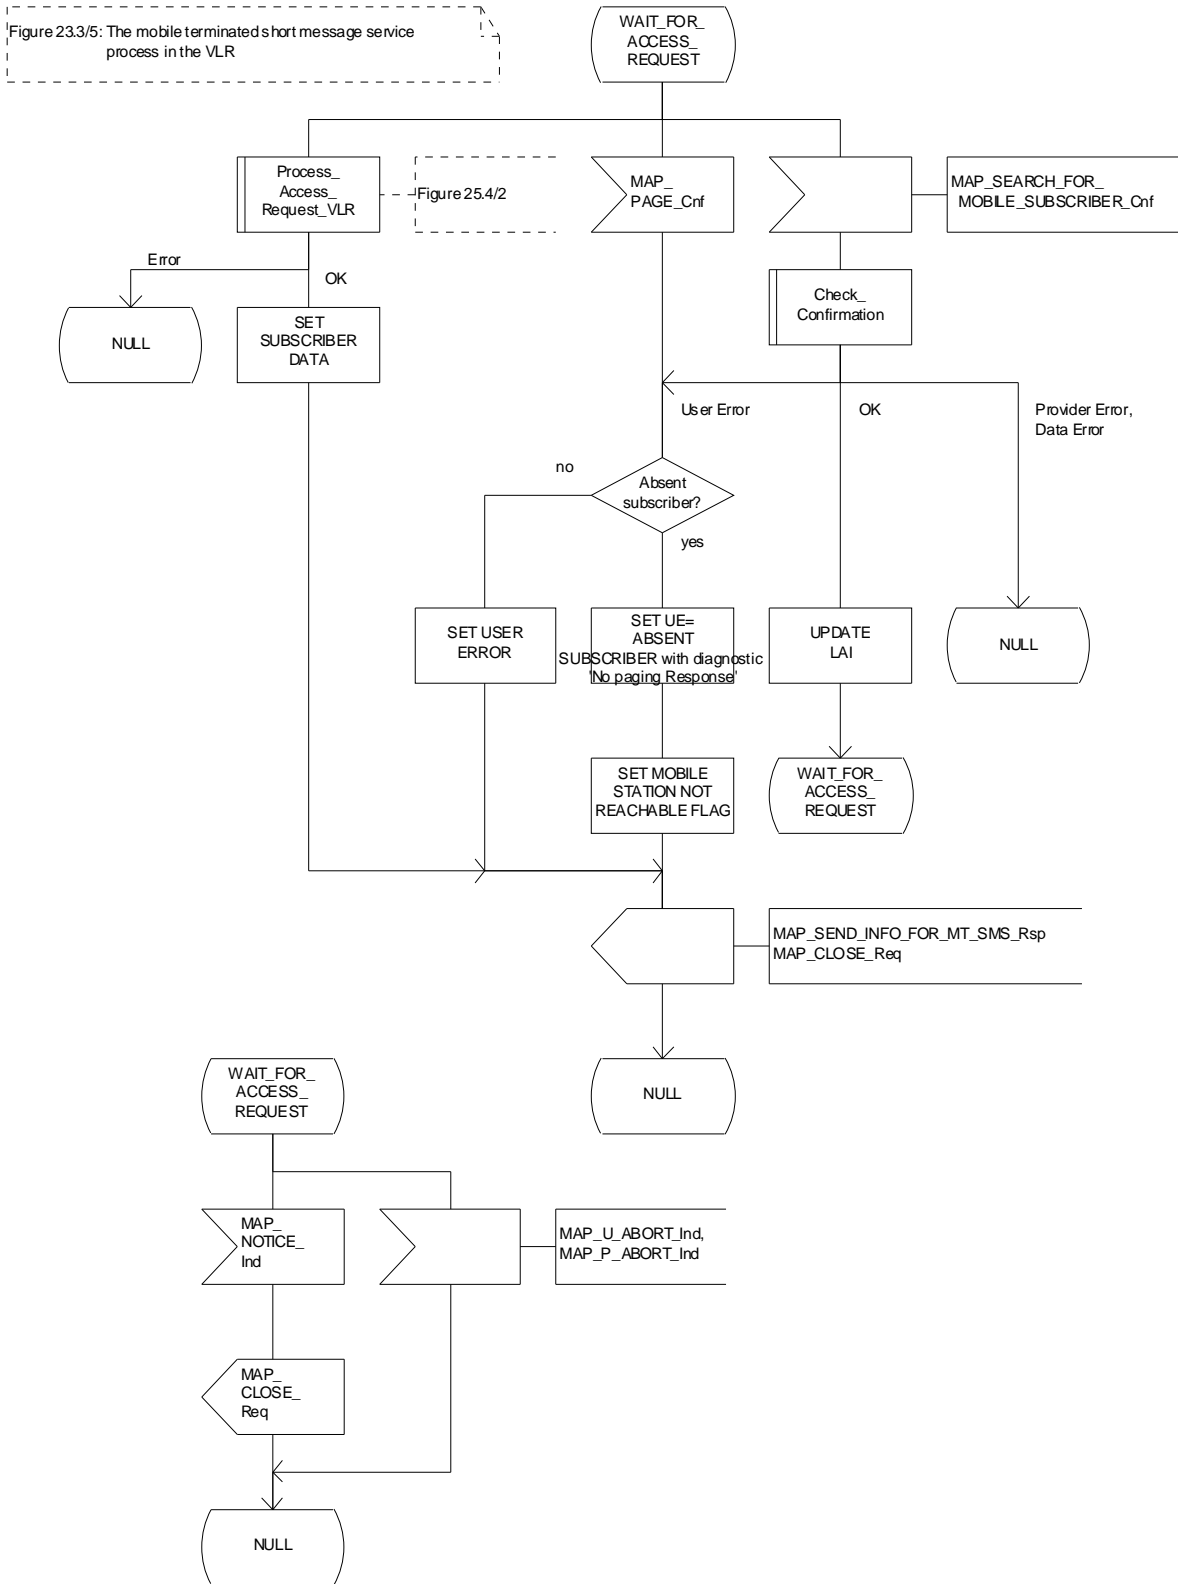 Figure 23.3/5: The mobile terminated short message service
process in the VLR
WAIT_FOR_
ACCESS_
REQUEST
Process_
Access_
Request_VLR
Figure 25.4/2
MAP_
PAGE_Cnf
MAP_SEARCH_FOR_
MOBILE_SUBSCRIBER_Cnf
Error
OK
NULL
SET
SUBSCRIBER
DATA
Check_
Confirmation
User Error
OK
Provider Error,
Data Error
no
Absent
subscriber?
yes
SET USER
ERROR
SET UE=
ABSENT
SUBSCRIBER with diagnostic
'No paging Response'
UPDATE
LAI
NULL
SET MOBILE
STATION NOT
REACHABLE FLAG
WAIT_FOR_
ACCESS_
REQUEST
MAP_SEND_INFO_FOR_MT_SMS_Rsp
MAP_CLOSE_Req
NULL
WAIT_FOR_
ACCESS_
REQUEST
MAP_
NOTICE_
Ind
MAP_U_ABORT_Ind,
MAP_P_ABORT_Ind
MAP_
CLOSE_
Req
NULL